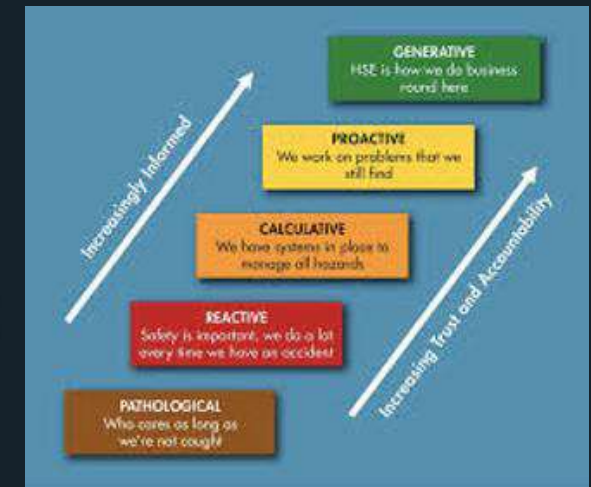 GENERATIVE
HSE is how we do business
round here
PROACTIVE
We work on problems that we
still find
CALCULATIVE
We have systems in place to
manage all hazards
REACTIVE
Safety is important, we do a lot
every time we have an accident
PATHOLOGICAL
Who cares as long as
we're not caught
Increasingly Informed
Increasing Trust and Accountability